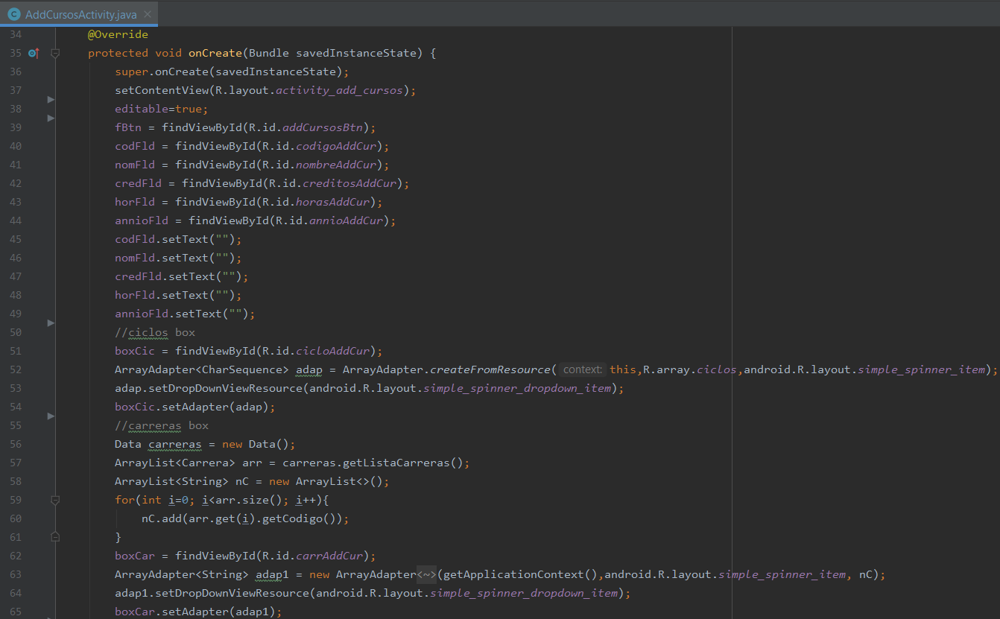 AddCursosActivity.java
34 @Override
35 protected void onCreate(Bundle savedInstanceState) {
36 super.onCreate(savedInstanceState);
37 setContentView(R.layout.activity_add_cursos);
38 editable=true;
39 fBtn = findViewById(R.id.addCursosBtn);
40 codFld = findViewById(R.id.codigoAddCur);
41 nomFld = findViewById(R.id.nombreAddCur);
42 credFld = findViewById(R.id.creditosAddCur);
43 horFld = findViewById(R.id.horasAddCur);
44 annioFld = findViewById(R.id.annioAddCur);
45 codFld.setText("");
46 nomFld.setText("");
47 credFld.setText("");
48 horFld.setText("");
49 annioFld.setText("");
50 //ciclos box
51 boxCic = findViewById(R.id.cicloAddCur);
52 ArrayAdapter<CharSequence> adap = ArrayAdapter.createFromResource( context: this,R.array.ciclos,android.R.layout.simple_spinner_item);
53 adap.setDropDownViewResource(android.R.layout.simple_spinner_dropdown_item);
54 boxCic.setAdapter(adap);
55 //carreras box
56 Data carreras = new Data();
57 ArrayList<Carrera> arr = carreras.getListaCarreras();
58 ArrayList<String> nC = new ArrayList<>();
59 for(int i=0; i<arr.size(); i++){
60 nC.add(arr.get(i).getCodigo());
61 }
62 boxCar = findViewById(R.id.carrAddCur);
63 ArrayAdapter<String> adap1 = new ArrayAdapter<~>(getApplicationContext(),android.R.layout.simple_spinner_item, nC);
64 adap1.setDropDownViewResource(android.R.layout.simple_spinner_dropdown_item);
65 boxCar.setAdapter(adap1);